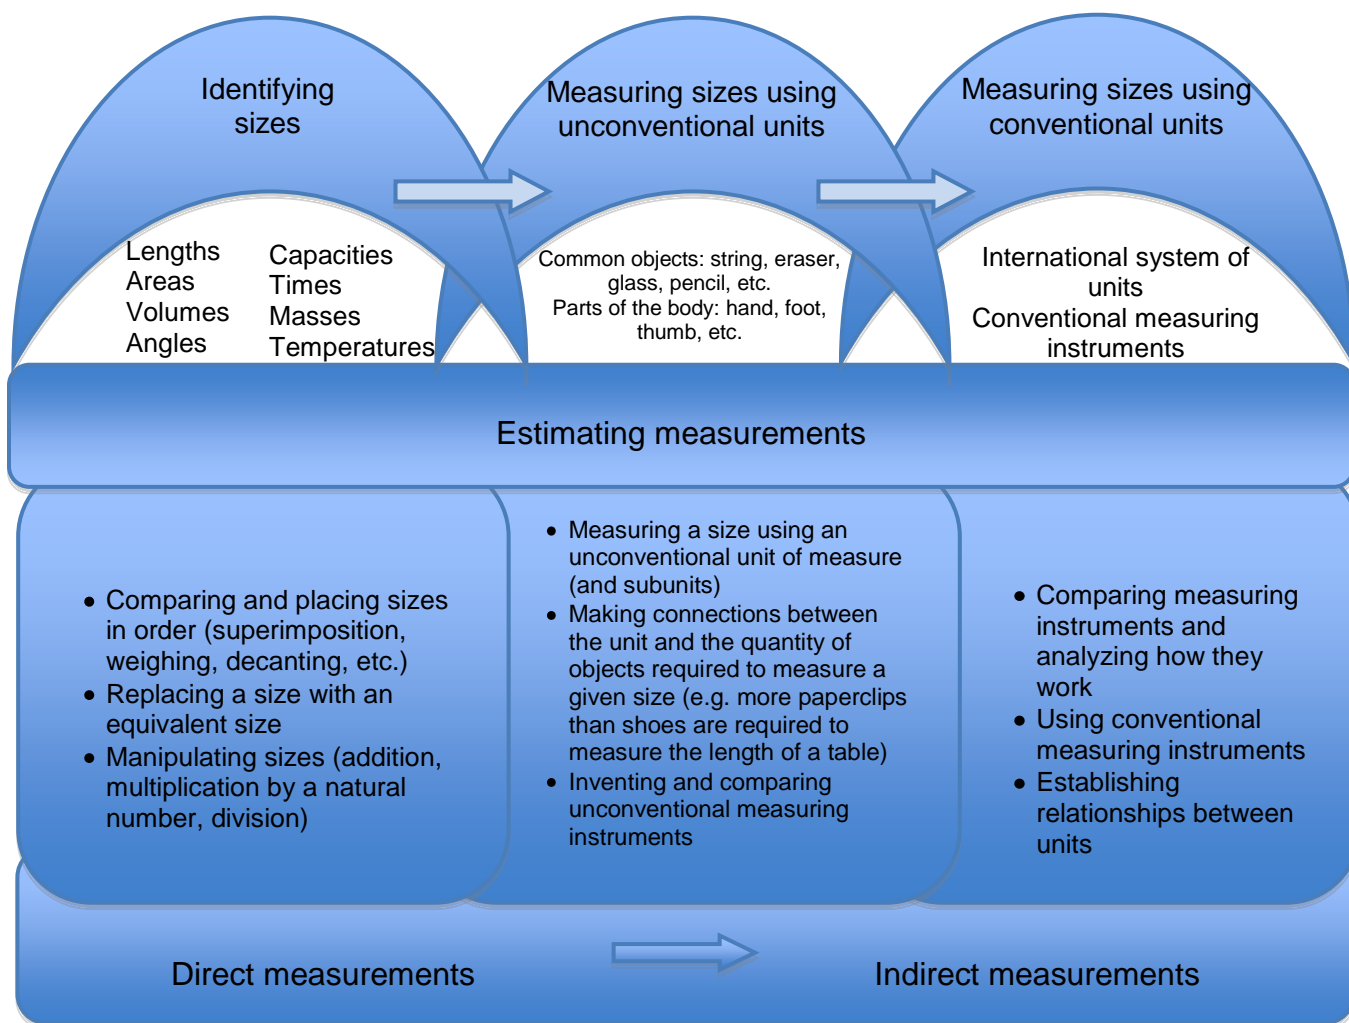 Identifying
sizes
Measuring sizes using
unconventional units
Measuring sizes using
conventional units
Lengths
Areas
Volumes
Angles
Capacities
Times
Masses
Temperatures
Common objects: string, eraser,
glass, pencil, etc.
Parts of the body: hand, foot,
thumb, etc.
International system of
units
Conventional measuring
instruments
Estimating measurements
• Comparing and placing sizes
in order (superimposition,
weighing, decanting, etc.)
• Replacing a size with an
equivalent size
• Manipulating sizes (addition,
multiplication by a natural
number, division)
• Measuring a size using an
unconventional unit of measure
(and subunits)
• Making connections between
the unit and the quantity of
objects required to measure a
given size (e.g. more paperclips
than shoes are required to
measure the length of a table)
• Inventing and comparing
unconventional measuring
instruments
• Comparing measuring
instruments and
analyzing how they
work
• Using conventional
measuring instruments
• Establishing
relationships between
units
Direct measurements
Indirect measurements